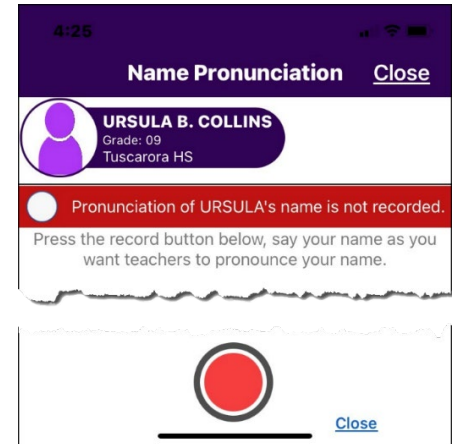 4:25
Name Pronunciation Close
URSULA B. COLLINS
Grade: 09
Tuscarora HS
Pronunciation of URSULA's name is not recorded.
Press the record button below, say your name as you
want teachers to pronounce your name.
Close